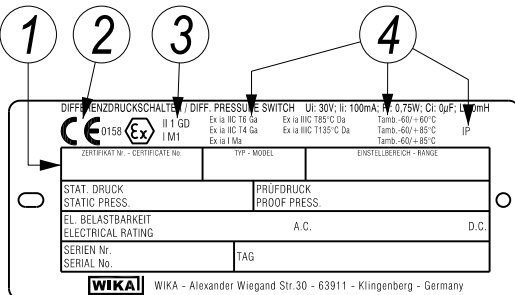 1 2 3 4
DIFFERENZDRUCKSCHALTER / DIFF. PRESSURE SWITCH Ui: 30V; Ii: 100mA; Pi: 0,75W; Ci: 0µF; Li: 0mH
CE 0158 Ex II 1 GD Ex ia IIC T6 Ga Ex ia IIIC T85°C Da Tamb.-60/+60°C
I M1 Ex ia IIC T4 Ga Ex ia IIIC T135°C Da Tamb.-60/+85°C IP
Ex ia I Ma Tamb.-60/+85°C
ZERTIFIKAT Nr. - CERTIFICATE No. TYP - MODEL EINSTELLBEREICH - RANGE
STAT. DRUCK PRÜFDRUCK
STATIC PRESS. PROOF PRESS.
EL. BELASTBARKEIT
ELECTRICAL RATING A.C. D.C.
SERIEN Nr.
SERIAL No. TAG
WIKA WIKA - Alexander Wiegand Str.30 - 63911 - Klingenberg - Germany